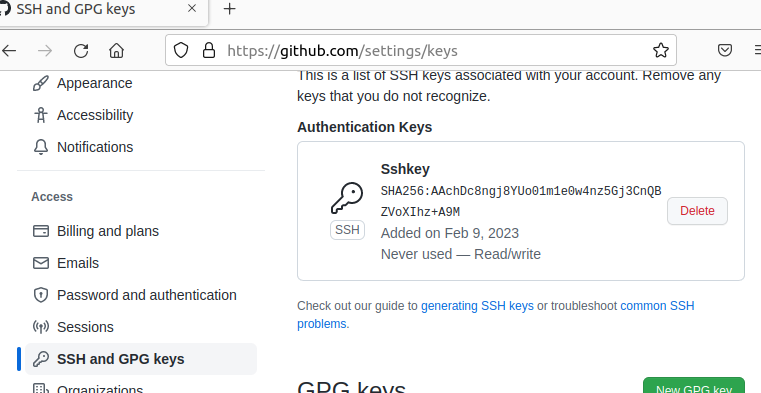 SSH and GPG keys
https://github.com/settings/keys
Appearance
Accessibility
Notifications
Access
Billing and plans
Emails
Password and authentication
Sessions
SSH and GPG keys
Organizations
This is a list of SSH keys associated with your account. Remove any
keys that you do not recognize.
Authentication Keys
SSH
Sshkey
SHA256:AAchDc8ngj8YUo01m1e0w4nz5Gj3CnQB
ZVoXIhz+A9M
Added on Feb 9, 2023
Never used — Read/write
Delete
Check out our guide to generating SSH keys or troubleshoot common SSH
problems.
GPG keys
New GPG key